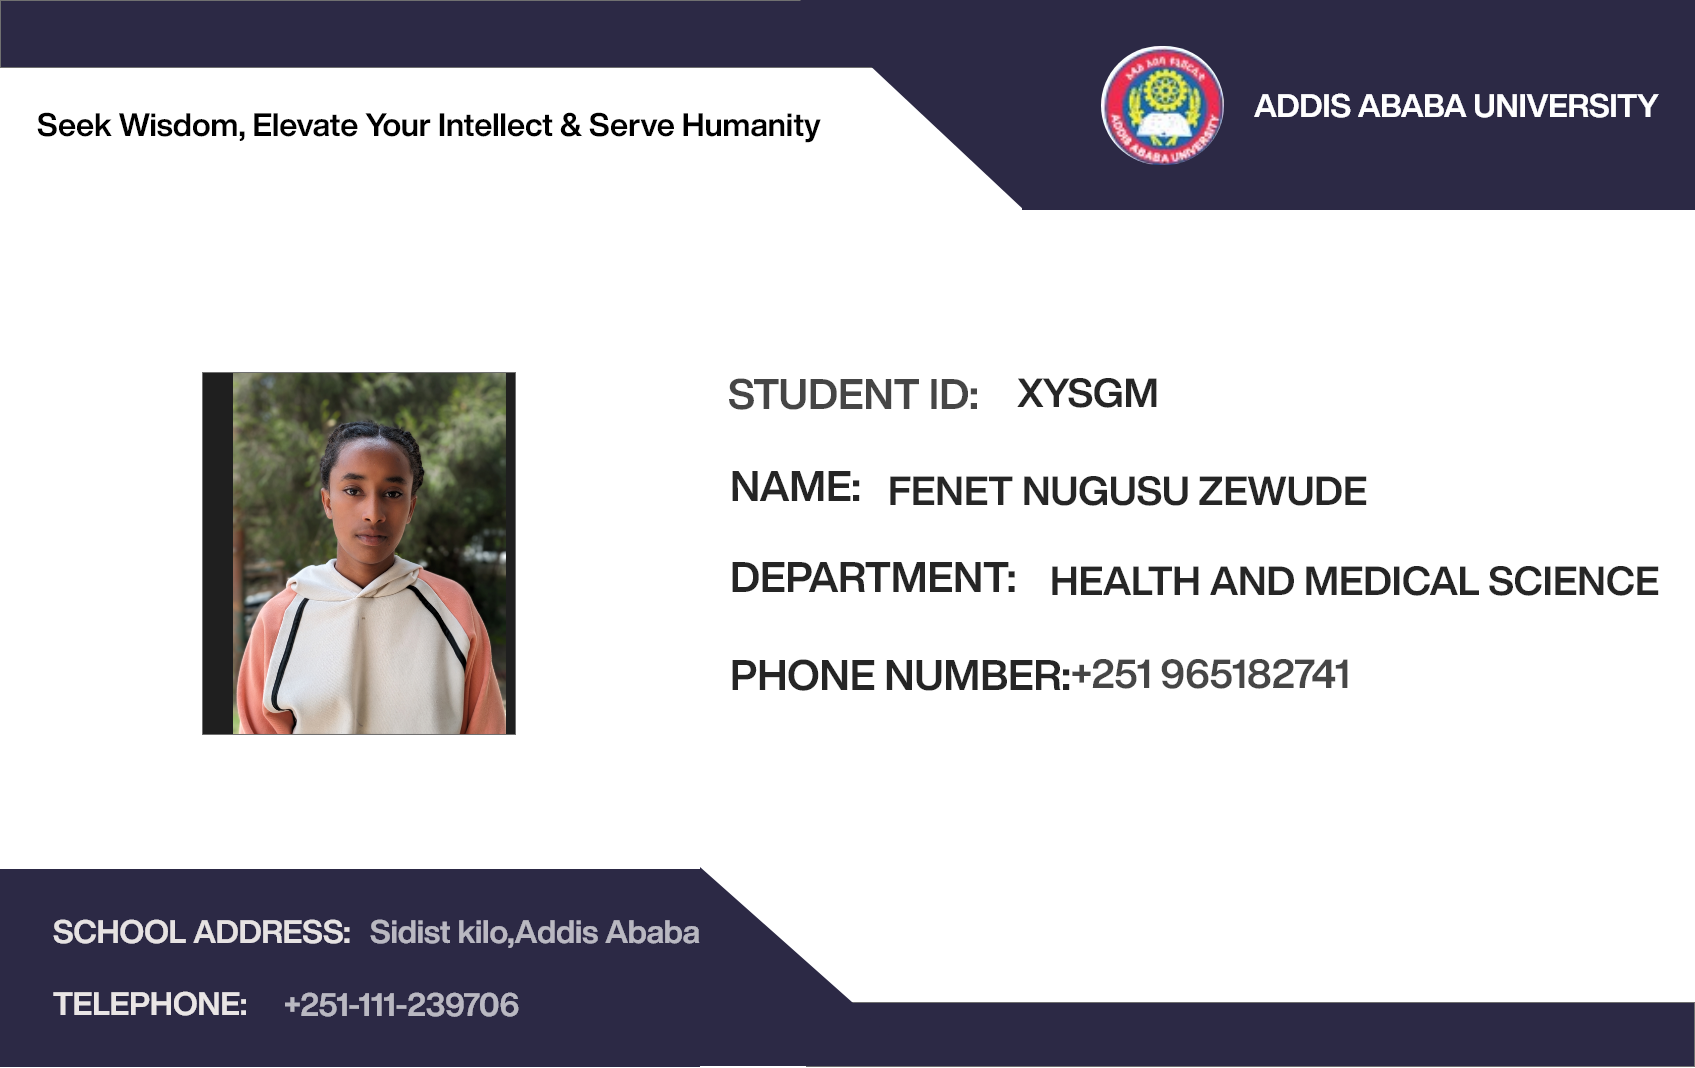 Seek Wisdom, Elevate Your Intellect & Serve Humanity
አዲስ አበባ ዩኒቨርሲቲ
ADDIS ABABA UNIVERSITY
ADDIS ABABA UNIVERSITY
STUDENT ID: XYSGM
NAME: FENET NUGUSU ZEWUDE
DEPARTMENT: HEALTH AND MEDICAL SCIENCE
PHONE NUMBER:+251 965182741
SCHOOL ADDRESS: Sidist kilo,Addis Ababa
TELEPHONE: +251-111-239706